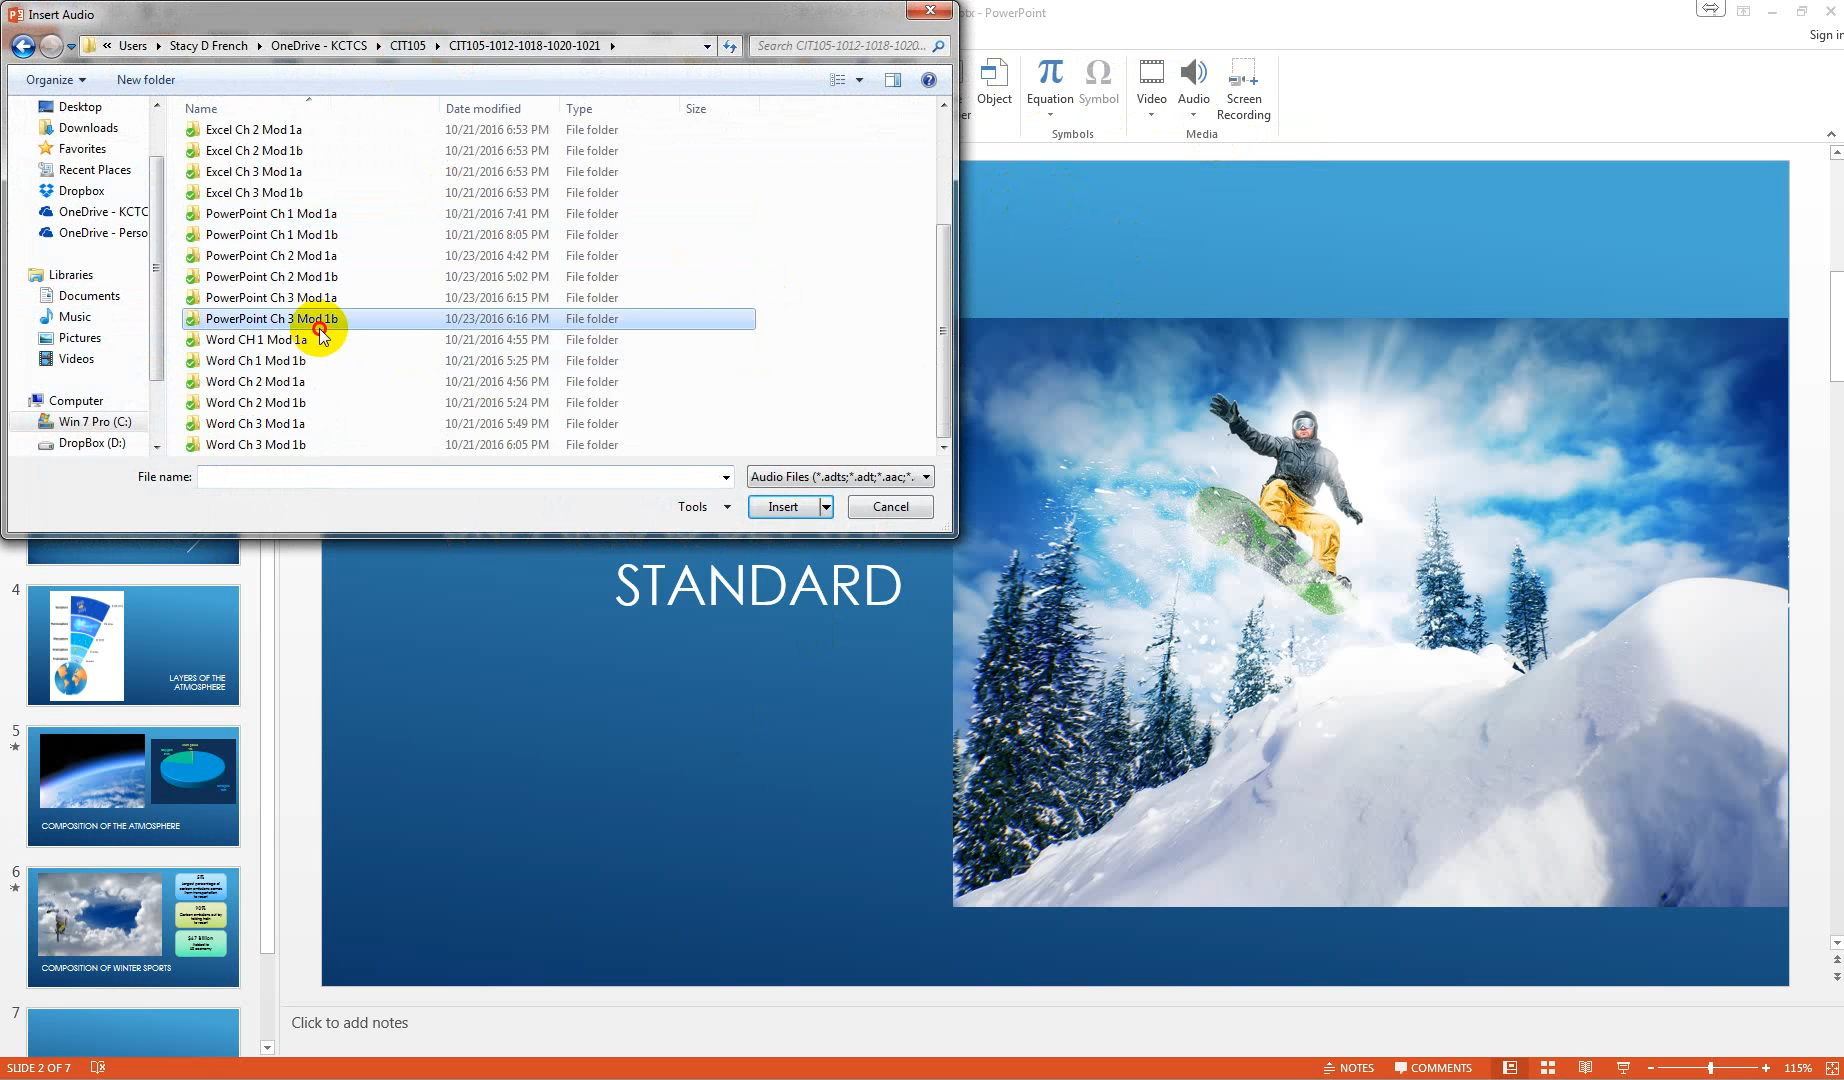 Insert Audio
otx - PowerPoint
Sign in
« Users Stacy D French OneDrive - KCTCS CIT105 CIT105-1012-1018-1020-1021
Search CIT105-1012-1018-1020...
Organize New folder
Object Equation Symbol Video Audio Screen Recording
Symbols Media
Desktop
Downloads
Favorites
Recent Places
Dropbox
OneDrive - KCTC
OneDrive - Perso
Libraries
Documents
Music
Pictures
Videos
Computer
Win 7 Pro (C:)
DropBox (D:)
Name Date modified Type Size
Excel Ch 2 Mod 1a 10/21/2016 6:53 PM File folder
Excel Ch 2 Mod 1b 10/21/2016 6:53 PM File folder
Excel Ch 3 Mod 1a 10/21/2016 6:53 PM File folder
Excel Ch 3 Mod 1b 10/21/2016 6:53 PM File folder
PowerPoint Ch 1 Mod 1a 10/21/2016 7:41 PM File folder
PowerPoint Ch 1 Mod 1b 10/21/2016 8:05 PM File folder
PowerPoint Ch 2 Mod 1a 10/23/2016 4:42 PM File folder
PowerPoint Ch 2 Mod 1b 10/23/2016 5:02 PM File folder
PowerPoint Ch 3 Mod 1a 10/23/2016 6:15 PM File folder
PowerPoint Ch 3 Mod 1b 10/23/2016 6:16 PM File folder
Word CH 1 Mod 1a 10/21/2016 4:55 PM File folder
Word Ch 1 Mod 1b 10/21/2016 5:25 PM File folder
Word Ch 2 Mod 1a 10/21/2016 4:56 PM File folder
Word Ch 2 Mod 1b 10/21/2016 5:24 PM File folder
Word Ch 3 Mod 1a 10/21/2016 5:49 PM File folder
Word Ch 3 Mod 1b 10/21/2016 6:05 PM File folder
File name:
Audio Files (*.adts;*.adt;*.aac;*.
Tools Insert Cancel
STANDARD
4
LAYERS OF THE
ATMOSPHERE
5
COMPOSITION OF THE ATMOSPHERE
6
$67 Billion
COMPOSITION OF WINTER SPORTS
7
Click to add notes
SLIDE 2 OF 7
NOTES COMMENTS 115%